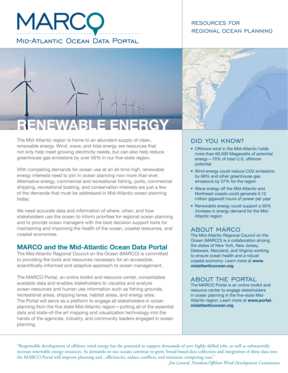 MARCO
Mid-Atlantic Ocean Data Portal
RESOURCES FOR
REGIONAL OCEAN PLANNING
RENEWABLE ENERGY
The Mid-Atlantic region is home to an abundant supply of clean,
renewable energy. Wind, wave, and tidal energy are resources that
not only help meet growing electricity needs, but can also help reduce
greenhouse gas emissions by over 56% in our five-state region.
With competing demands for ocean use at an all time high, renewable
energy interests need to join in ocean planning now more than ever.
Alternative energy, commercial and recreational fishing, ports, commercial
shipping, recreational boating, and conservation interests are just a few
of the demands that must be addressed in Mid-Atlantic ocean planning
today.
We need accurate data and information of where, when, and how
stakeholders use the ocean to inform priorities for regional ocean planning
and to provide ocean managers with the best decision support tools for
maintaining and improving the health of the ocean, coastal resources, and
coastal economies.
MARCO and the Mid-Atlantic Ocean Data Portal
The Mid-Atlantic Regional Council on the Ocean (MARCO) is committed
to providing the tools and resources necessary for an accessible,
scientifically-informed and adaptive approach to ocean management.
The MARCO Portal, an online toolkit and resource center, consolidates
available data and enables stakeholders to visualize and analyze
ocean resources and human use information such as fishing grounds,
recreational areas, shipping lanes, habitat areas, and energy sites.
The Portal will serve as a platform to engage all stakeholders in ocean
planning from the five-state Mid-Atlantic region – putting all of the essential
data and state-of-the art mapping and visualization technology into the
hands of the agencies, industry, and community leaders engaged in ocean
planning.
DID YOU KNOW?
• Offshore wind in the Mid-Atlantic holds
more than 60,000 Megawatts of potential
energy
• Wind energy could reduce CO2 emissions
by 68% and other greenhouse gas
emissions by 57% for the region
• Wave energy off the Mid-Atlantic and
Northeast coasts could generate
million gigawatt hours of power per year
• Renewable energy could support a
increase in energy demand for the Mid-
Atlantic region
ABOUT MARCO
The Mid-Atlantic Regional Council on the
Ocean (MARCO) is a collaboration among
the states of New York, New Jersey,
Delaware, Maryland, and Virginia working
to ensure ocean health and a robust
coastal economy. Learn more at www.
midatlanticocean.org.
ABOUT THE PORTAL
The MARCO Portal is an online toolkit and
resource center to engage stakeholders
in ocean planning in the five-state Mid-
Atlantic region. Learn more at www.portal.
midatlanticocean.org.
"Responsible development of offshore wind energy has the potential to support thousands of new highly skilled jobs, as well as substantially
increase renewable energy resources. As demands on our oceans continue to grow, broad based data collection and integration of these data into
the MARCO Portal will improve planning and efficiencies, reduce conflicts, and minimize competing uses."
Jim Lanard, President/Offshore Wind Development Coalition